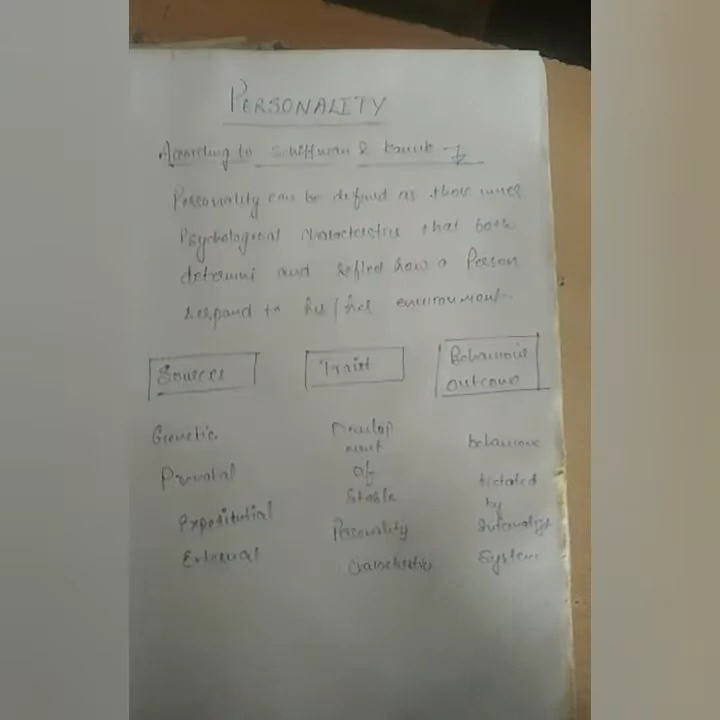 PERSONALITY
According to Schiffman & Kanuk →
Personality can be defined as those inner
Psychological characteristics that both
determine and reflect how a Person
respond to his/her environment.
Sources
Trait
Behaviour
outcome
Genetic
Prenatal
External
Develop
ment
of
Stable
Personality
Characteristics
behaviour
dictated
by
System